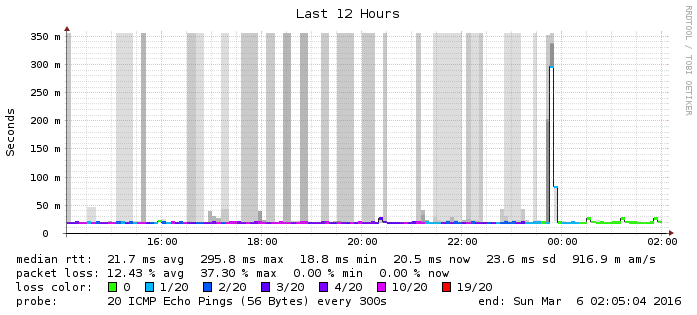 Last 12 Hours
RRDTOOL / TOBI OETIKER
Seconds
350 m
300 m
250 m
200 m
150 m
100 m
50 m
0
16:00 18:00 20:00 22:00 00:00 02:00
median rtt: 21.7 ms avg 295.8 ms max 18.8 ms min 20.5 ms now 23.6 ms sd 916.9 m am/s
packet loss: 12.43 % avg 37.30 % max 0.00 % min 0.00 % now
loss color: 0 1/20 2/20 3/20 4/20 10/20 19/20
probe: 20 ICMP Echo Pings (56 Bytes) every 300s end: Sun Mar 6 02:05:04 2016